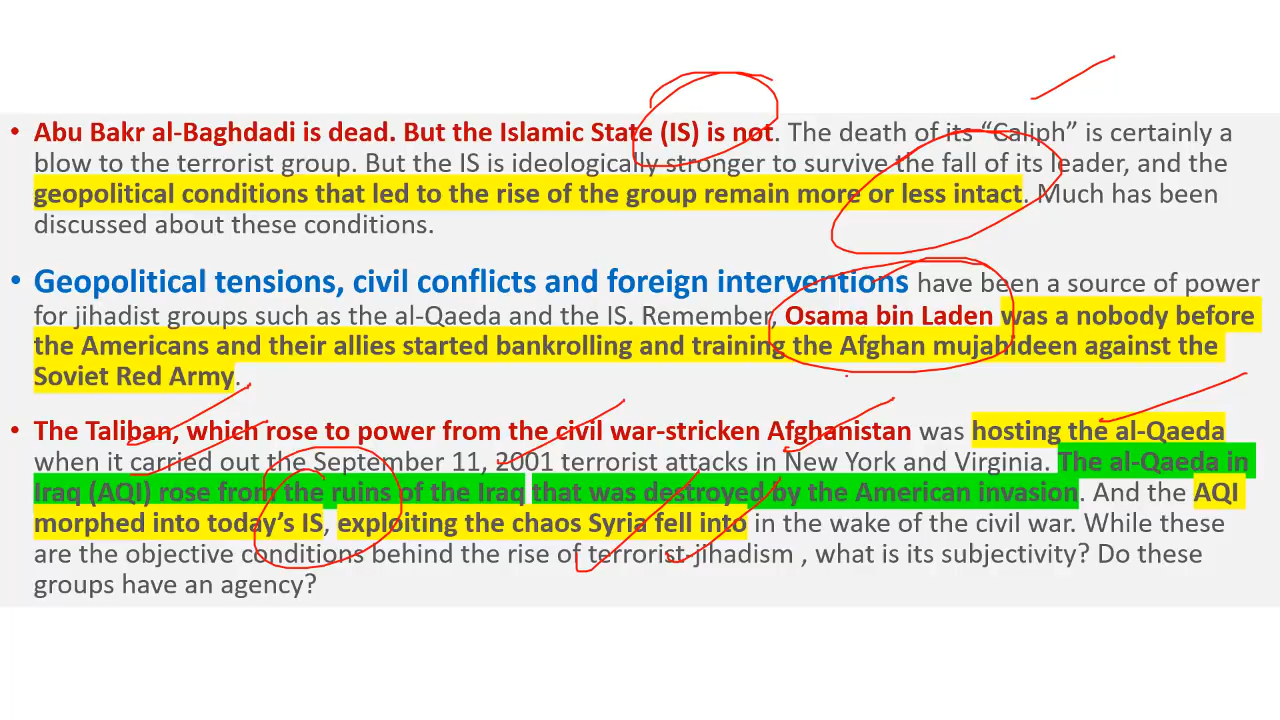 • Abu Bakr al-Baghdadi is dead. But the Islamic State (IS) is not. The death of its “Caliph” is certainly a
blow to the terrorist group. But the IS is ideologically stronger to survive the fall of its leader, and the
geopolitical conditions that led to the rise of the group remain more or less intact. Much has been
discussed about these conditions.
• Geopolitical tensions, civil conflicts and foreign interventions have been a source of power
for jihadist groups such as the al-Qaeda and the IS. Remember, Osama bin Laden was a nobody before
the Americans and their allies started bankrolling and training the Afghan mujahideen against the
Soviet Red Army.
• The Taliban, which rose to power from the civil war-stricken Afghanistan was hosting the al-Qaeda
when it carried out the September 11, 2001 terrorist attacks in New York and Virginia. The al-Qaeda in
Iraq (AQI) rose from the ruins of the Iraq that was destroyed by the American invasion. And the AQI
morphed into today’s IS, exploiting the chaos Syria fell into in the wake of the civil war. While these
are the objective conditions behind the rise of terrorist-jihadism , what is its subjectivity? Do these
groups have an agency?